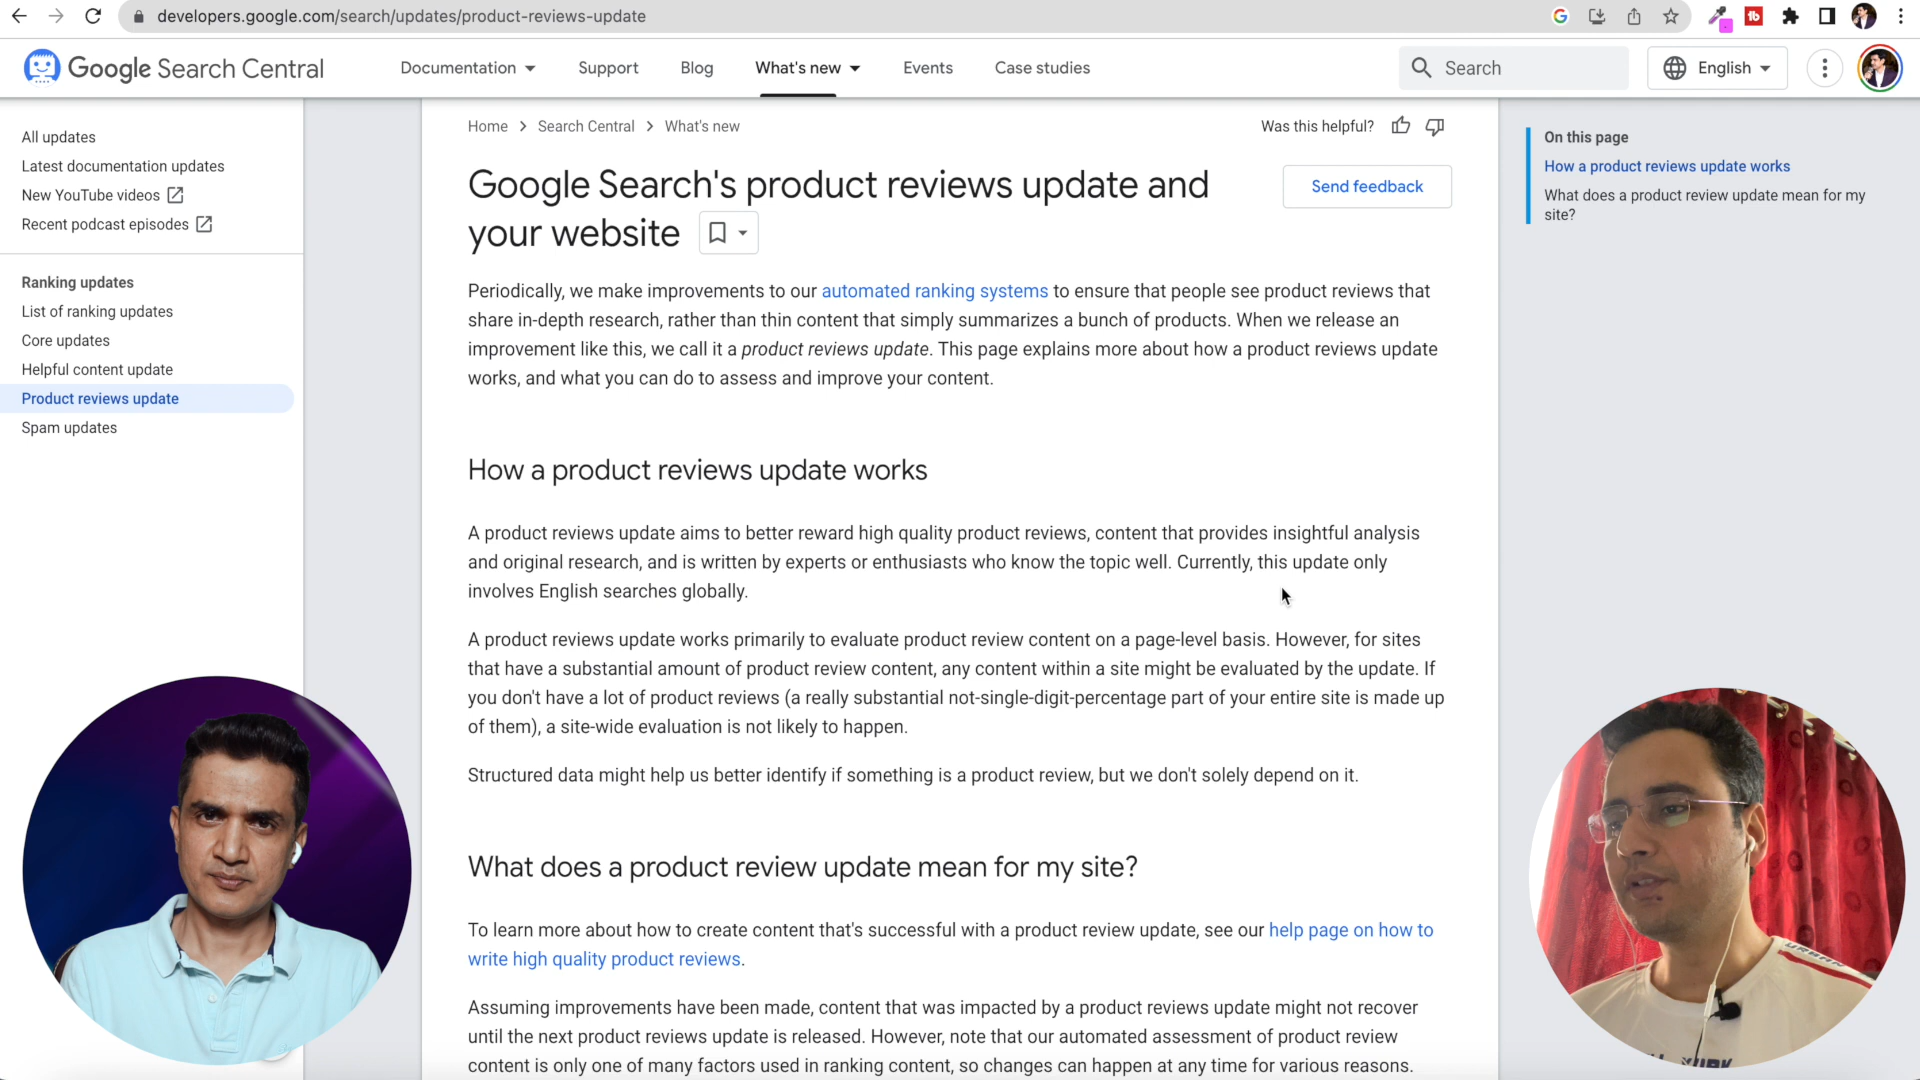 developers.google.com/search/updates/product-reviews-update
Google Search Central
Documentation
Support
Blog
What's new
Events
Case studies
Search
English
All updates
Latest documentation updates
New YouTube videos
Recent podcast episodes
Ranking updates
List of ranking updates
Core updates
Helpful content update
Product reviews update
Spam updates
Home > Search Central > What's new
Was this helpful?
Google Search's product reviews update and
your website
Send feedback
Periodically, we make improvements to our automated ranking systems to ensure that people see product reviews that
share in-depth research, rather than thin content that simply summarizes a bunch of products. When we release an
improvement like this, we call it a product reviews update. This page explains more about how a product reviews update
works, and what you can do to assess and improve your content.
How a product reviews update works
A product reviews update aims to better reward high quality product reviews, content that provides insightful analysis
and original research, and is written by experts or enthusiasts who know the topic well. Currently, this update only
involves English searches globally.
A product reviews update works primarily to evaluate product review content on a page-level basis. However, for sites
that have a substantial amount of product review content, any content within a site might be evaluated by the update. If
you don't have a lot of product reviews (a really substantial not-single-digit-percentage part of your entire site is made up
of them), a site-wide evaluation is not likely to happen.
Structured data might help us better identify if something is a product review, but we don't solely depend on it.
What does a product review update mean for my site?
To learn more about how to create content that's successful with a product review update, see our help page on how to
write high quality product reviews.
Assuming improvements have been made, content that was impacted by a product reviews update might not recover
until the next product reviews update is released. However, note that our automated assessment of product review
content is only one of many factors used in ranking content, so changes can happen at any time for various reasons.
On this page
How a product reviews update works
What does a product review update mean for my
site?